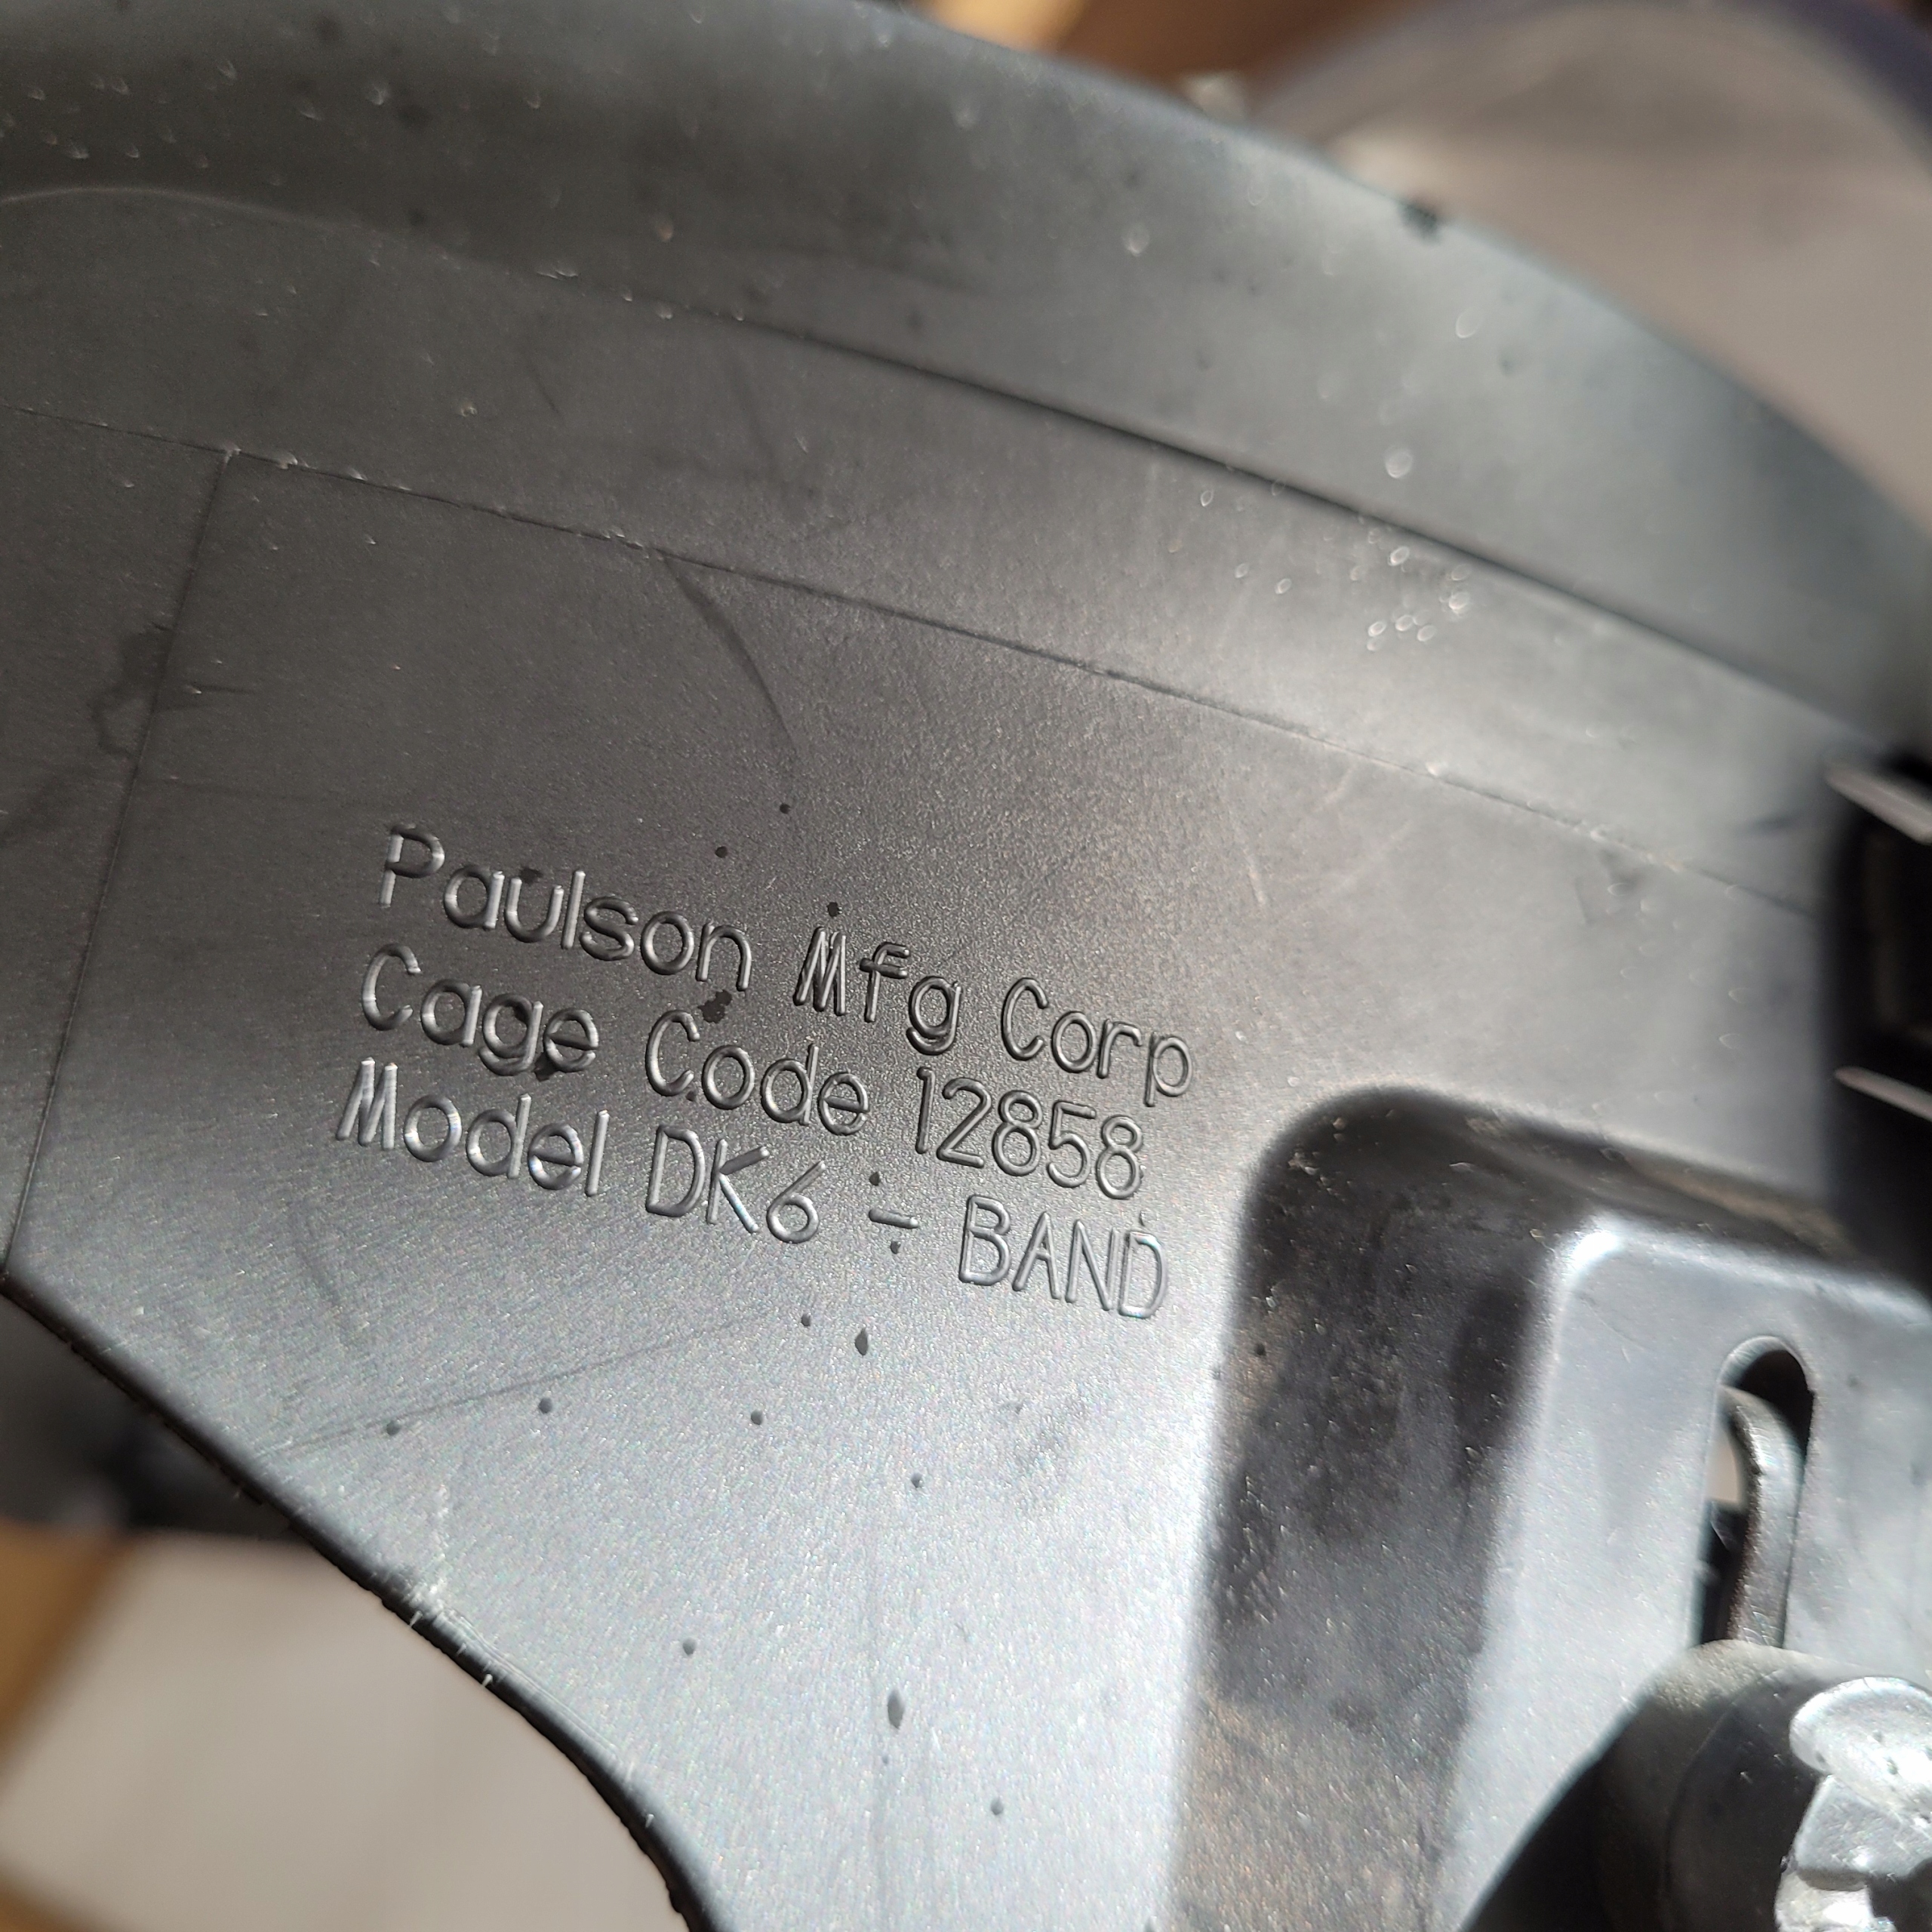 Paulson Mfg Corp
Cage Code 12858
Model DK6 - BAND